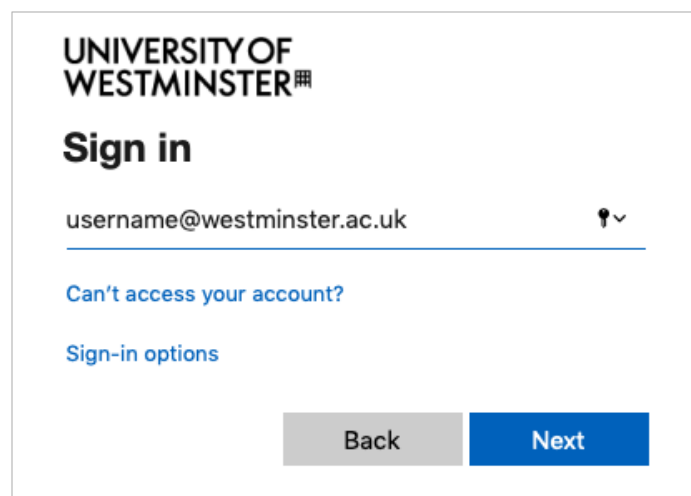 UNIVERSITY OF
WESTMINSTER
Sign in
username@westminster.ac.uk
Can't access your account?
Sign-in options
Back
Next